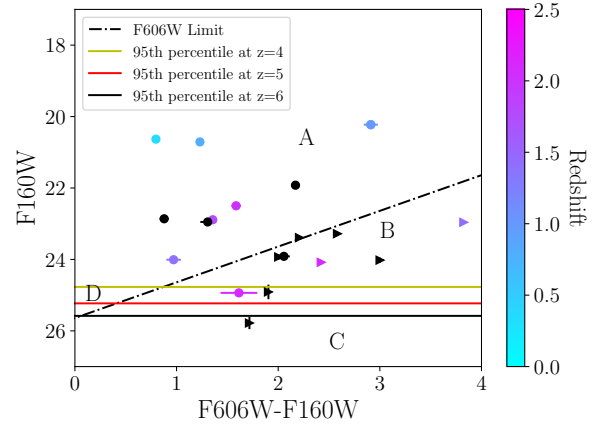 F606W Limit
95th percentile at z=4
95th percentile at z=5
95th percentile at z=6
A
B
C
D
18
20
22
24
26
F160W
0
1
2
3
4
F606W-F160W
2.5
2.0
1.5
1.0
0.5
0.0
Redshift